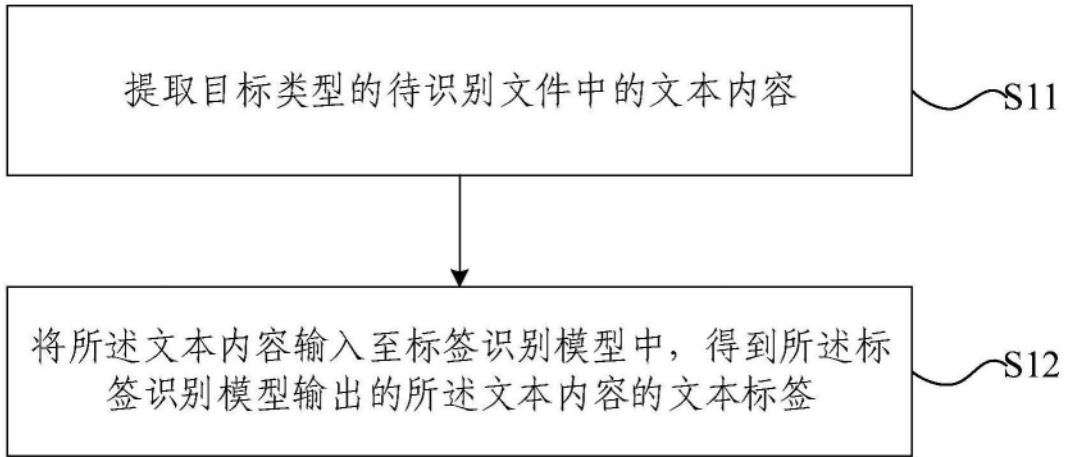 提取目标类型的待识别文件中的文本内容
S11
将所述文本内容输入至标签识别模型中，得到所述标
签识别模型输出的所述文本内容的文本标签
S12